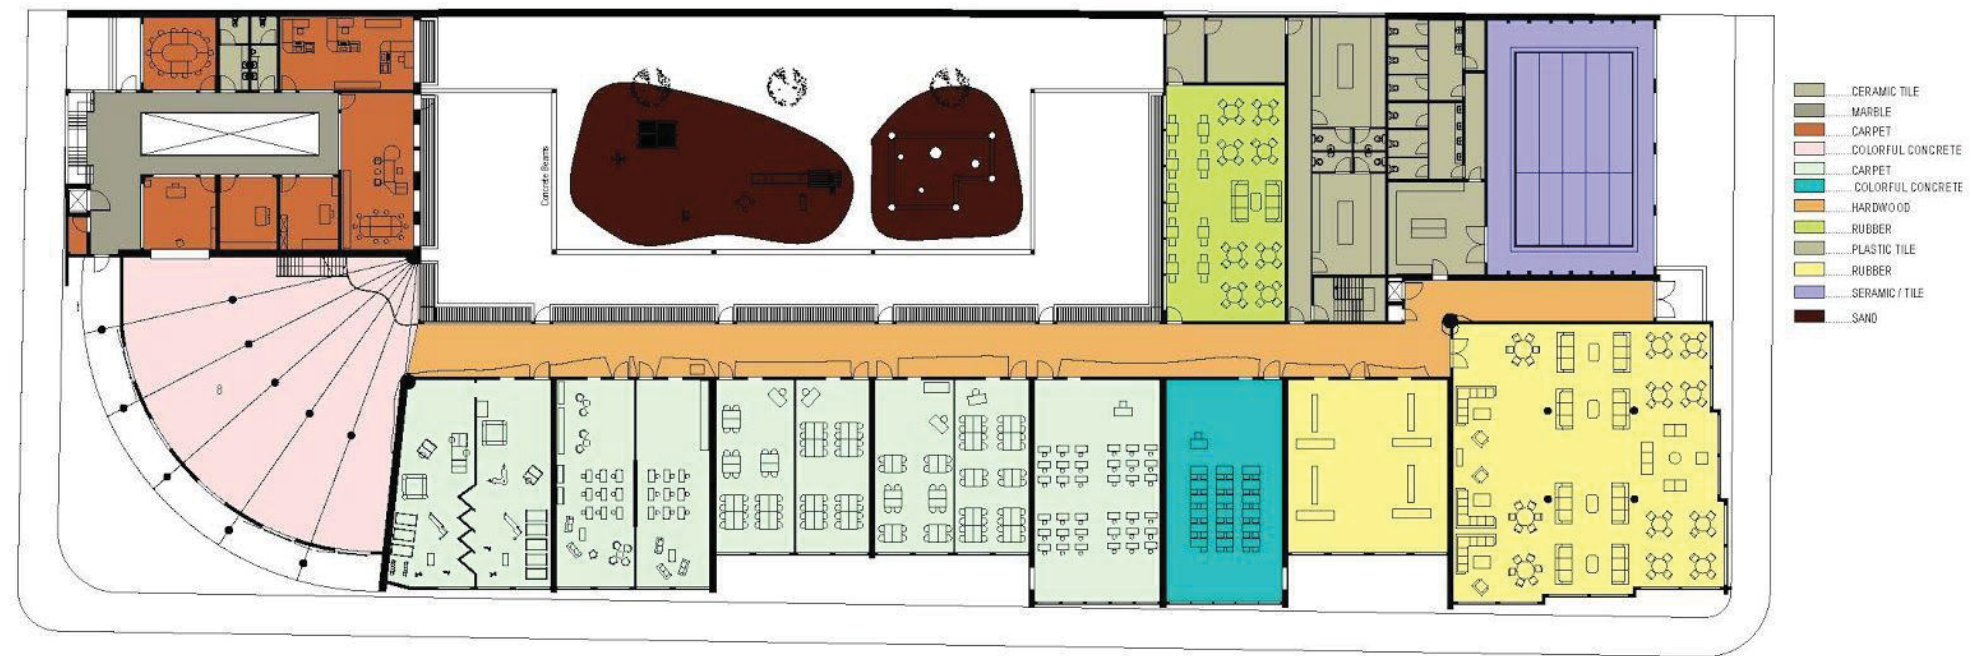 Concrete Beams
8
CERAMIC TILE
MARBLE
CARPET
COLORFUL CONCRETE
CARPET
COLORFUL CONCRETE
HARDWOOD
RUBBER
PLASTIC TILE
RUBBER
SERAMIC / TILE
SAND